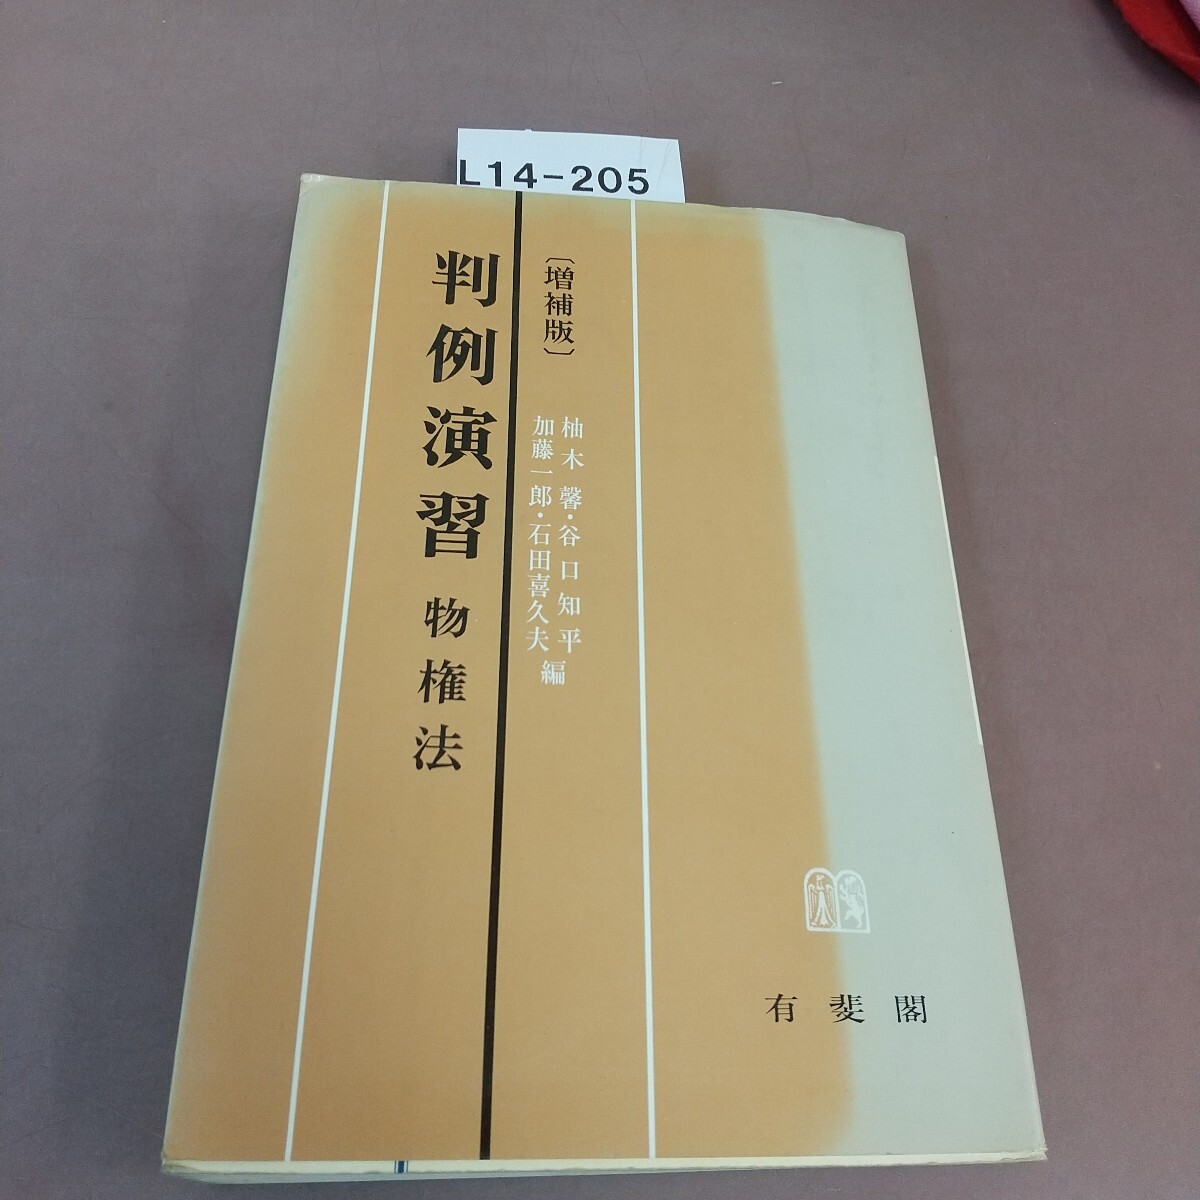 L14-205
〔増補版〕
判例演習 物権法
柚木馨・谷口知平
加藤一郎・石田喜久夫 編
有斐閣